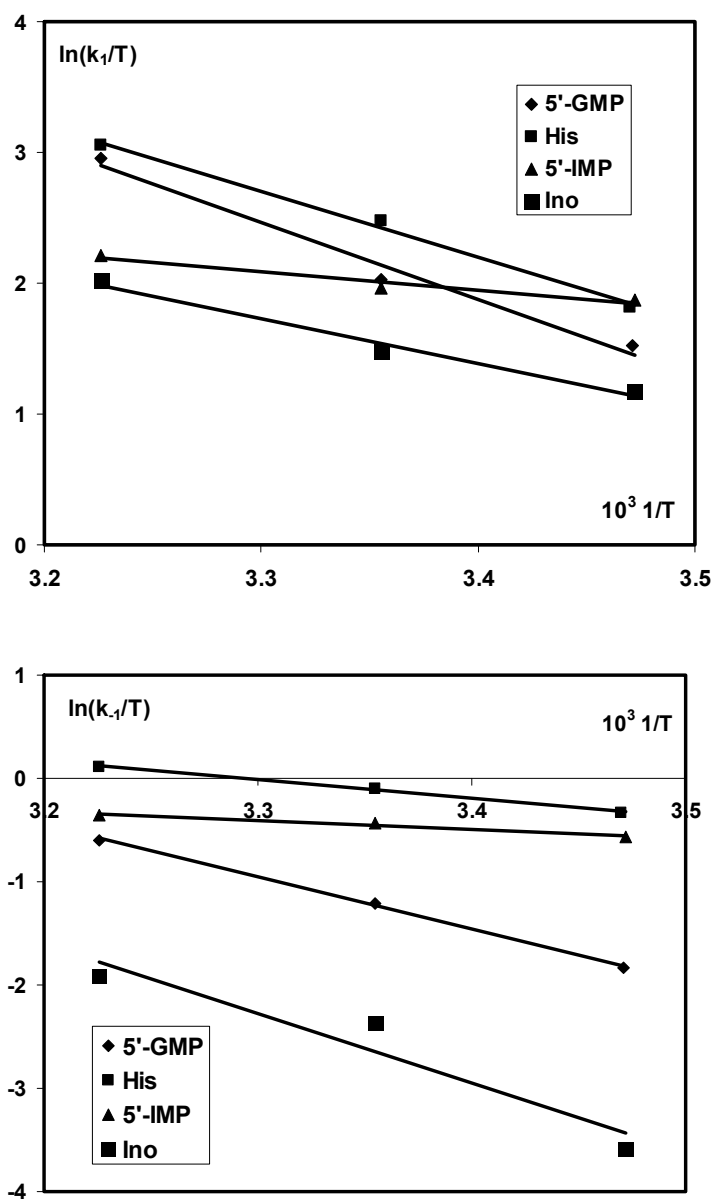 4
ln(k₁/T)
5'-GMP
His
5'-IMP
Ino
3
2
1
10³ 1/T
0
3.2
3.3
3.4
3.5
1
ln(k₋₁/T)
10³ 1/T
0
3.2
3.3
3.4
3.5
-1
-2
5'-GMP
His
5'-IMP
Ino
-3
-4